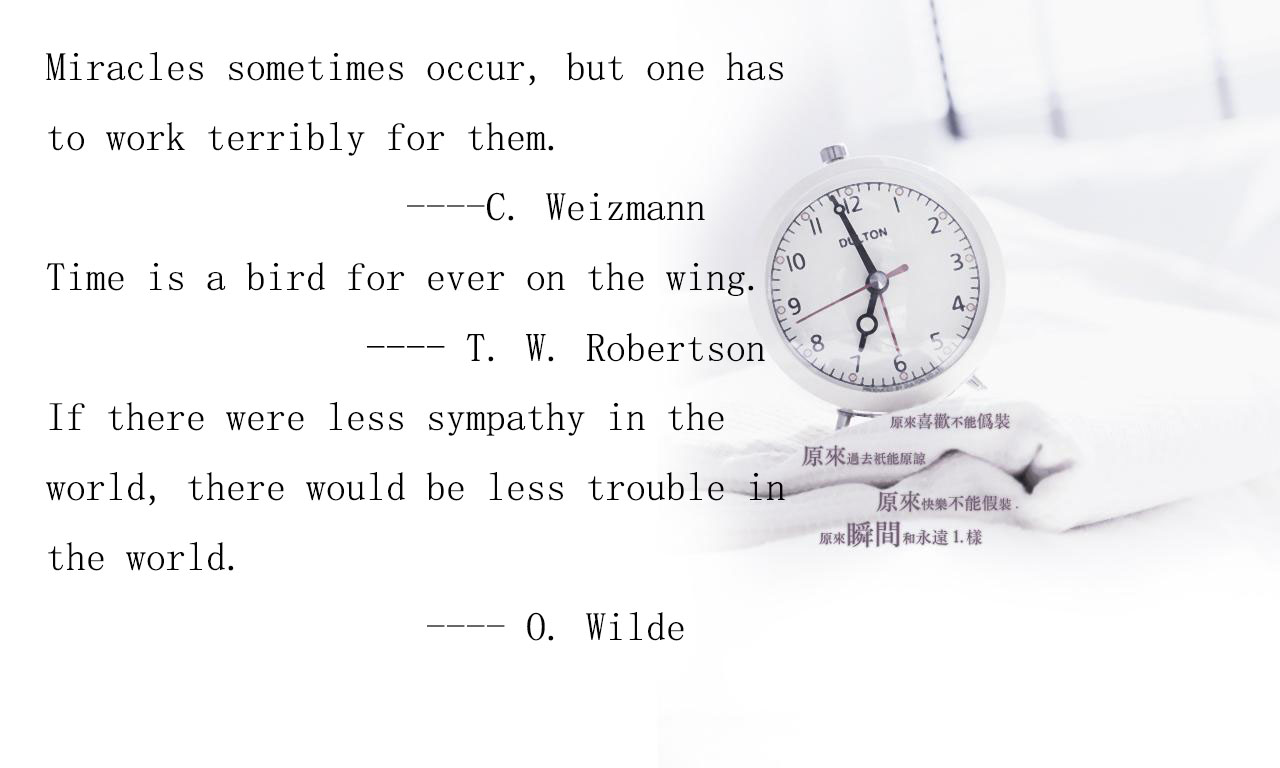 Miracles sometimes occur, but one has
to work terribly for them.
----C. Weizmann
Time is a bird for ever on the wing.
---- T. W. Robertson
If there were less sympathy in the
world, there would be less trouble in
the world.
---- O. Wilde
12
1
2
3
4
5
6
7
8
9
10
11
DULTON
原來喜歡不能偽裝
原來過去衹能原諒
原來快樂不能假裝.
原來瞬間和永遠1.樣